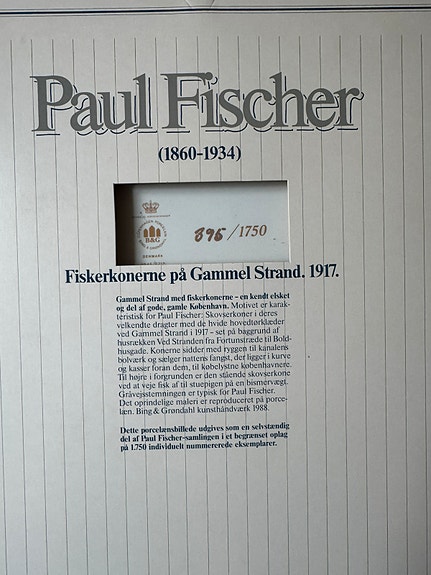 Paul Fischer
(1860-1934)
B&G
DENMARK
895/1750
Fiskerkonerne på Gammel Strand. 1917.
Gammel Strand med fiskerkonerne – en kendt elsket
og del af gode, gamle København. Motivet er karak-
teristisk for Paul Fischer: Skovserkoner i deres
velkendte dragter med de hvide hovedtørklæder
ved Gammel Strand i 1917 – set på baggrund af
husrækken Ved Stranden fra Fortunstræde til Bold-
husgade. Konerne sidder med ryggen til kanalens
bolværk og sælger nattens fangst, der ligger i kurve
og kasser foran dem, til købelystne københavnere.
Til højre i forgrunden er den stående skovserkone
ved at veje fisk af til stuepigen på en bismervægt.
Gråvejsstemningen er typisk for Paul Fischer.
Det oprindelige maleri er reproduceret på porce-
læn. Bing & Grøndahl kunsthåndværk 1988.
Dette porcelænsbillede udgives som en selvstændig
del af Paul Fischer-samlingen i et begrænset oplag
på 1.750 individuelt nummererede eksemplarer.